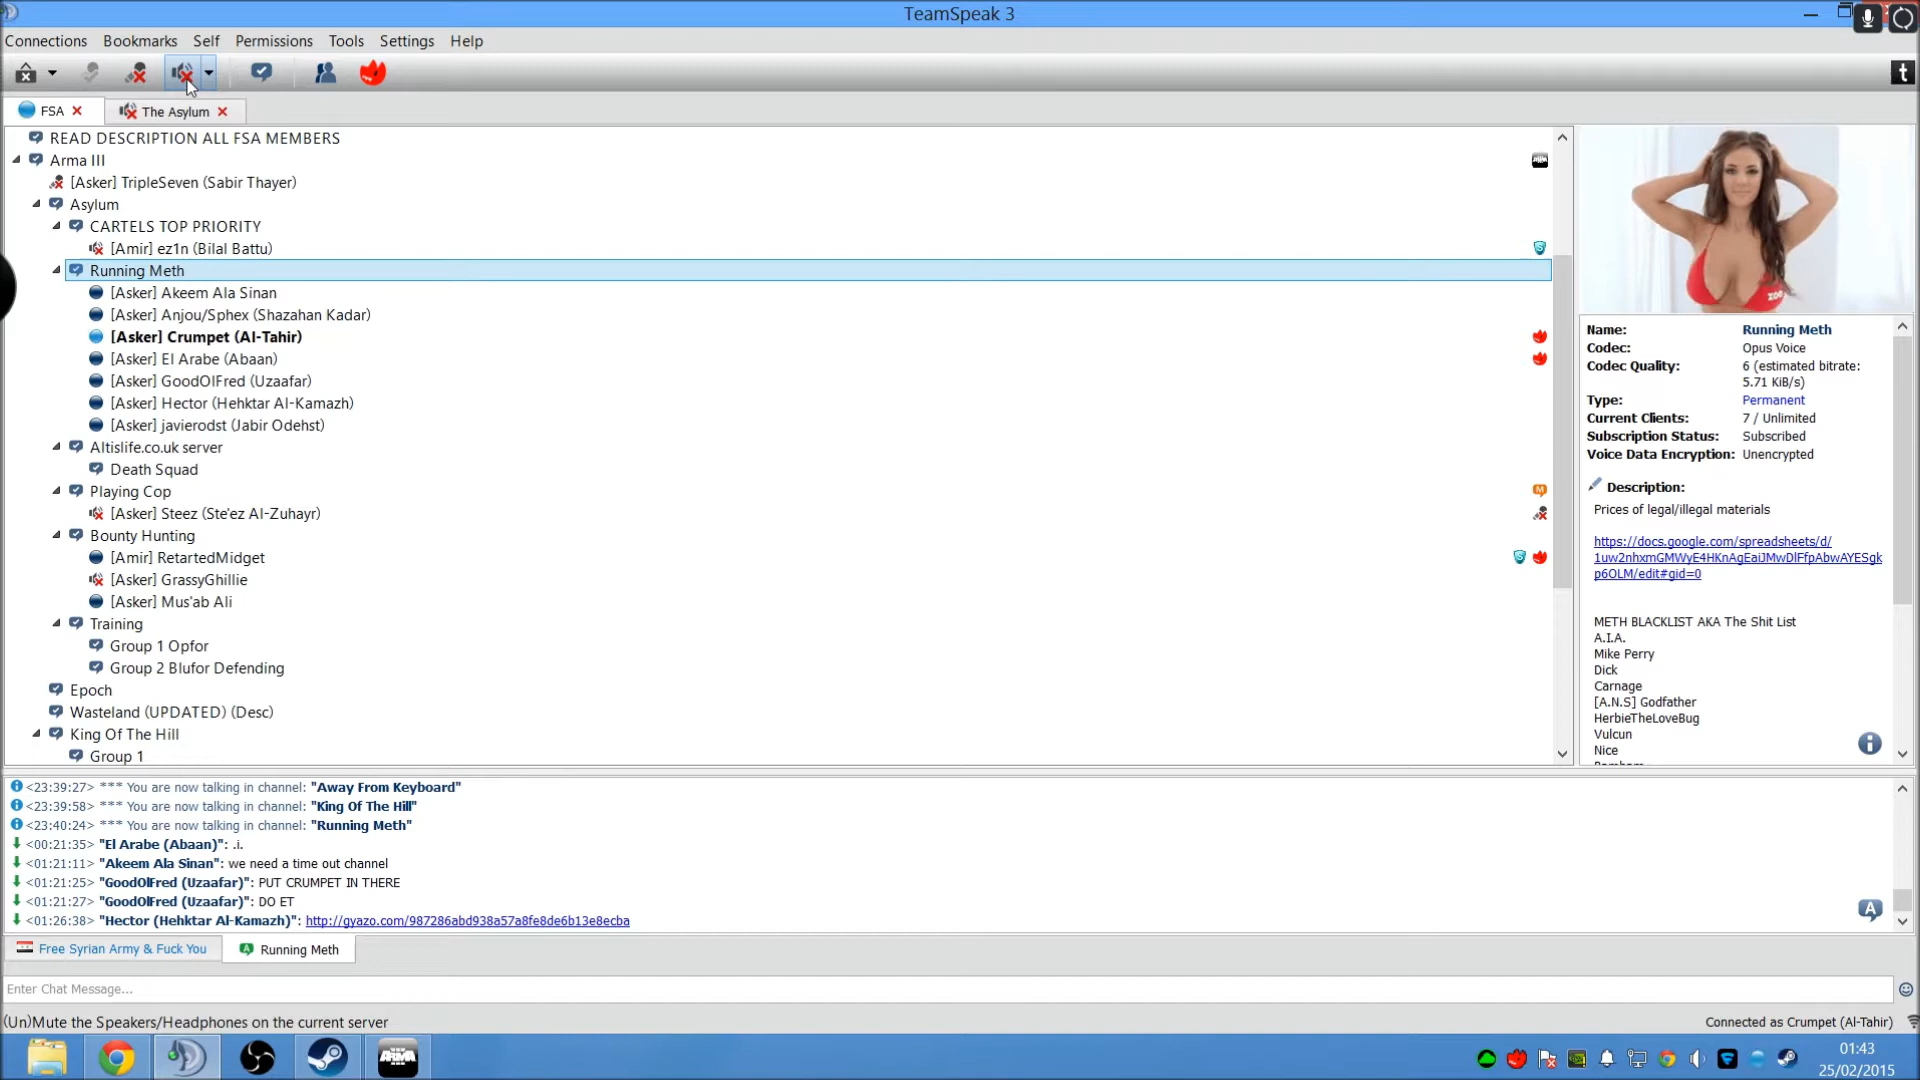 TeamSpeak 3
Connections Bookmarks Self Permissions Tools Settings Help
t
FSA The Asylum
READ DESCRIPTION ALL FSA MEMBERS
Arma III
[Asker] TripleSeven (Sabir Thayer)
Asylum
CARTELS TOP PRIORITY
[Amir] ez1n (Bilal Battu)
Running Meth
[Asker] Akeem Ala Sinan
[Asker] Anjou/Sphex (Shazahan Kadar)
[Asker] Crumpet (Al-Tahir)
[Asker] El Arabe (Abaan)
[Asker] GoodOlFred (Uzaafar)
[Asker] Hector (Hehktar Al-Kamazh)
[Asker] javierodst (Jabir Odehst)
Altislife.co.uk server
Death Squad
Playing Cop
M
[Asker] Steez (Ste'ez Al-Zuhayr)
Bounty Hunting
[Amir] RetartedMidget
[Asker] GrassyGhillie
[Asker] Mus'ab Ali
Training
Group 1 Opfor
Group 2 Blufor Defending
Epoch
Wasteland (UPDATED) (Desc)
King Of The Hill
Group 1
ZOO
Name: Running Meth
Codec: Opus Voice
Codec Quality: 6 (estimated bitrate:
5.71 KiB/s)
Type: Permanent
Current Clients: 7 / Unlimited
Subscription Status: Subscribed
Voice Data Encryption: Unencrypted
Description:
Prices of legal/illegal materials
https://docs.google.com/spreadsheets/d/
1uw2nhxmGMWyE4HKnAgEaiJMwDlFfpAbwAYESgk
p6OLM/edit#gid=0
METH BLACKLIST AKA The Shit List
A.I.A.
Mike Perry
Dick
Carnage
[A.N.S] Godfather
HerbieTheLoveBug
Vulcun
Nice
<23:39:27> *** You are now talking in channel: "Away From Keyboard"
<23:39:58> *** You are now talking in channel: "King Of The Hill"
<23:40:24> *** You are now talking in channel: "Running Meth"
<00:21:35> "El Arabe (Abaan)": .i.
<01:21:11> "Akeem Ala Sinan": we need a time out channel
<01:21:25> "GoodOlFred (Uzaafar)": PUT CRUMPET IN THERE
<01:21:27> "GoodOlFred (Uzaafar)": DO ET
<01:26:38> "Hector (Hehktar Al-Kamazh)": http://gyazo.com/987286abd938a57a8fe8de6b13e8ecba
Free Syrian Army & Fuck You Running Meth
Enter Chat Message...
(Un)Mute the Speakers/Headphones on the current server
Connected as Crumpet (Al-Tahir)
ARMA
01:43
25/02/2015